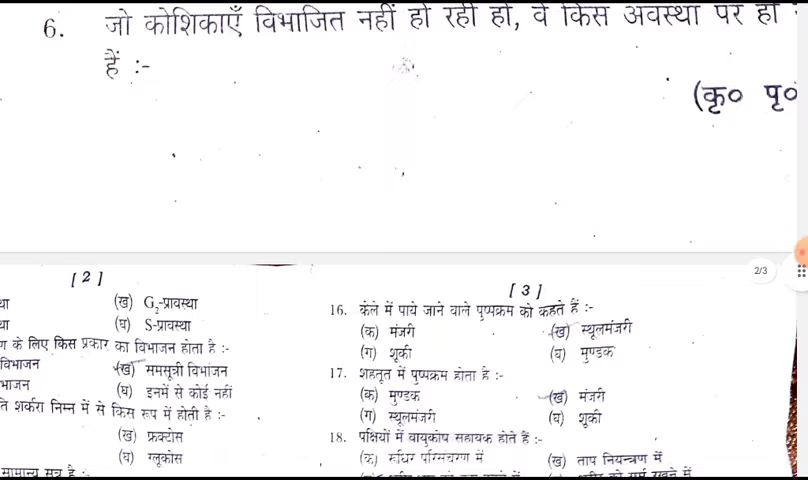 6. जो कोशिकाएँ विभाजित नहीं हो रही हों, वे किस अवस्था पर हो
हैं :-
(कृ० पृ०
2/3
[ 2 ]
(ख) G₂-प्रावस्था
(घ) S-प्रावस्था
के लिए किस प्रकार का विभाजन होता है :-
विभाजन (ख) समसूत्री विभाजन
(घ) इनमें से कोई नहीं
शर्करा निम्न में से किस रूप में होती है :-
(ख) फ्रक्टोस
(घ) ग्लूकोस
[ 3 ]
16. केले में पाये जाने वाले पुष्पक्रम को कहते हैं :-
(क) मंजरी (ख) स्थूलमंजरी
(ग) शूकी (घ) मुण्डक
17. शहतूत में पुष्पक्रम होता है :-
(क) मुण्डक (ख) मंजरी
(ग) स्थूलमंजरी (घ) शूकी
18. पक्षियों में वायुकोष सहायक होते हैं :-
(क) रूधिर परिसंचरण में (ख) ताप नियन्त्रण में